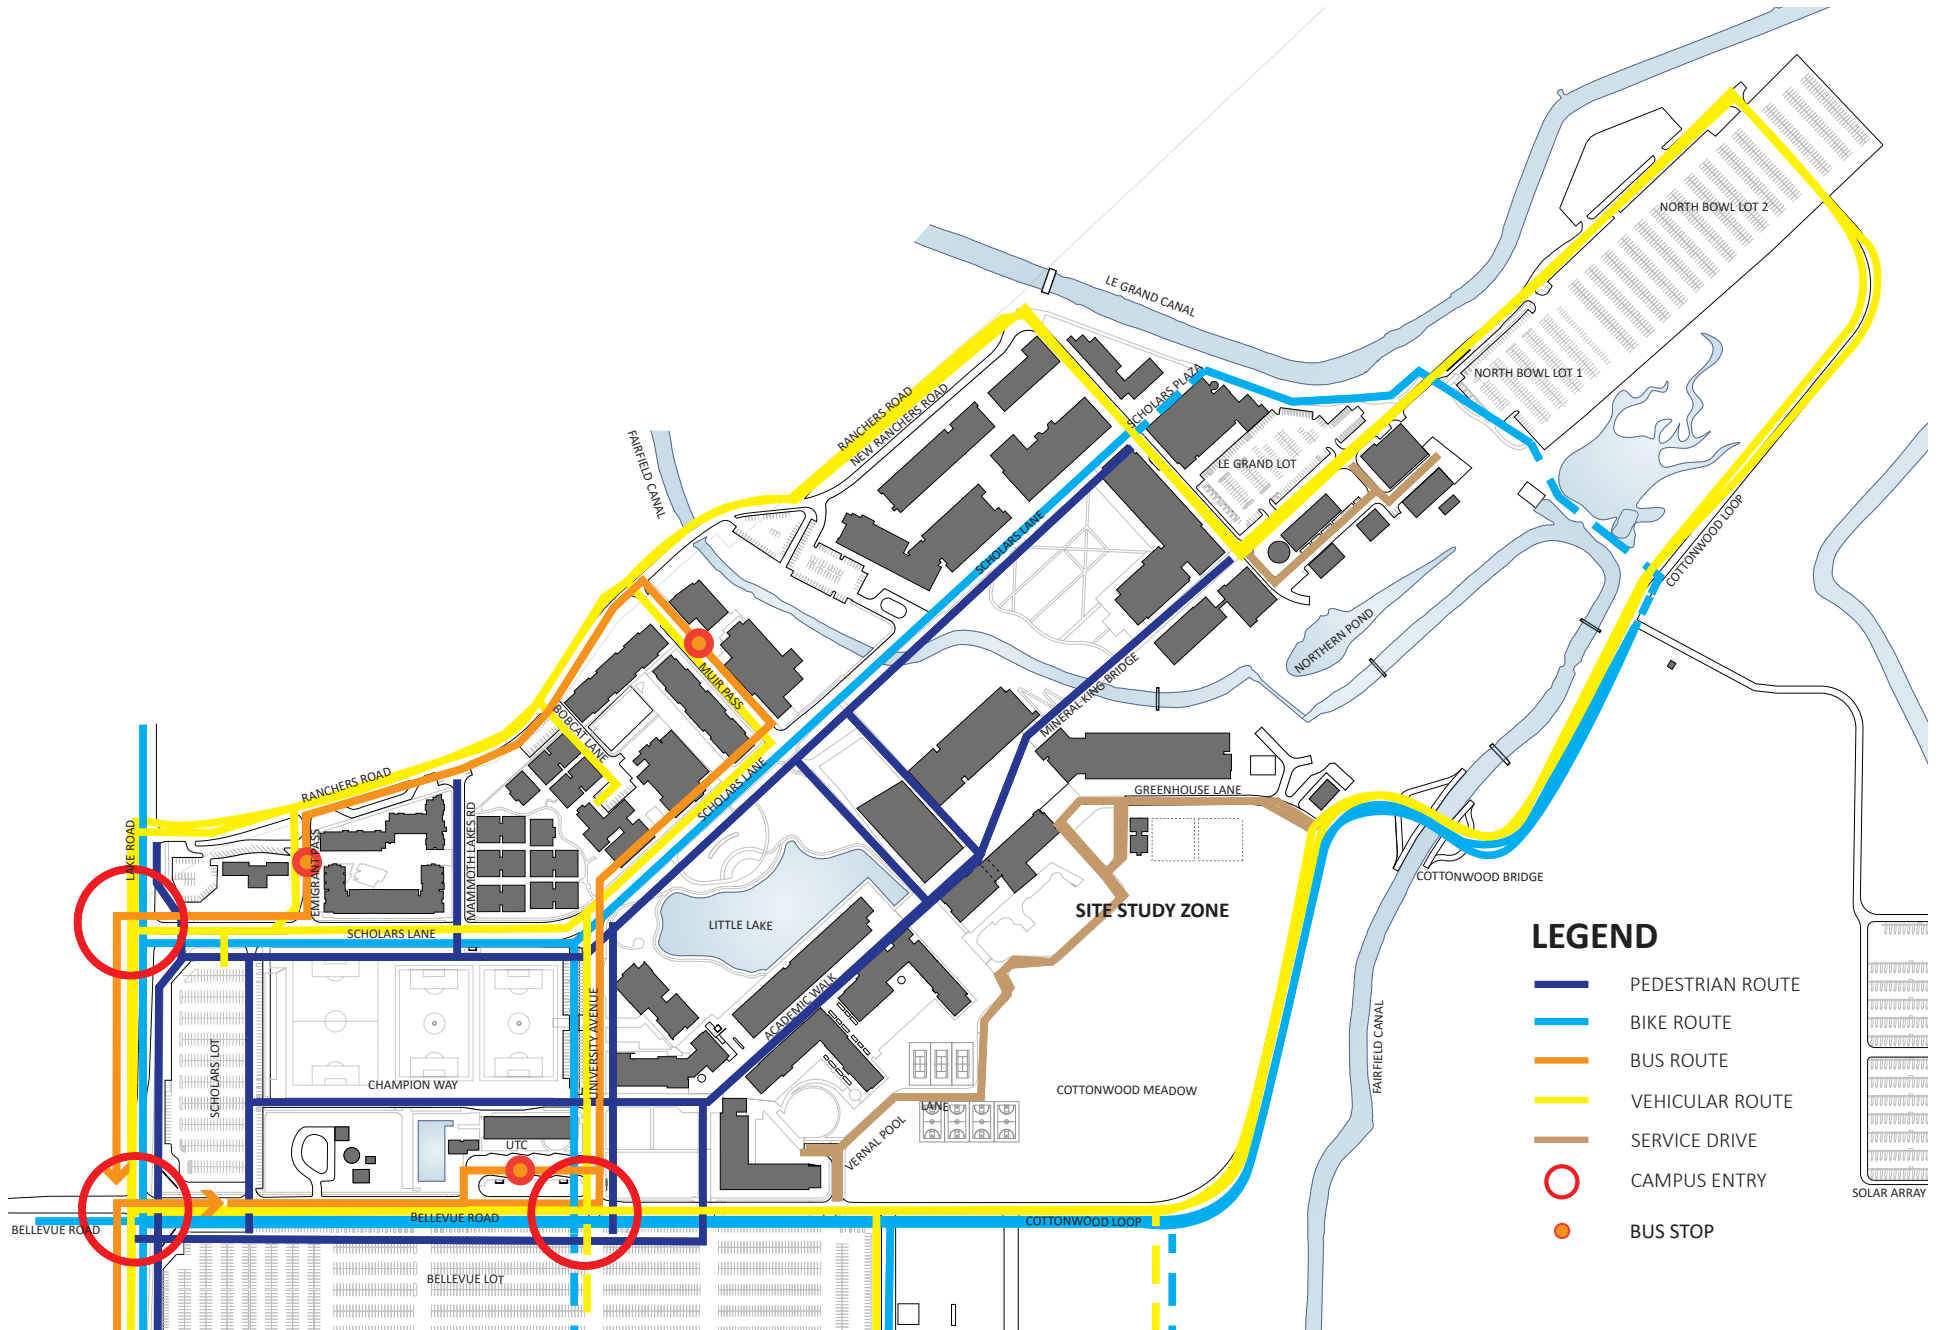 NORTH BOWL LOT 2
LE GRAND CANAL
NORTH BOWL LOT 1
SCHOLARS PLAZA
RANCHERS ROAD
NEW RANCHERS ROAD
FAIRFIELD CANAL
LE GRAND LOT
SCHOLARS LANE
COTTONWOOD LOOP
NORTHERN POND
MUIR PASS
MINERAL KING BRIDGE
BOBCAT LANE
RANCHERS ROAD
SCHOLARS LANE
GREENHOUSE LANE
LAKE ROAD
EMIGRANT PASS
MAMMOTH LAKES RD
COTTONWOOD BRIDGE
SITE STUDY ZONE
LITTLE LAKE
SCHOLARS LANE
LEGEND
PEDESTRIAN ROUTE
BIKE ROUTE
BUS ROUTE
VEHICULAR ROUTE
SERVICE DRIVE
CAMPUS ENTRY
BUS STOP
ACADEMIC WALK
UNIVERSITY AVENUE
FAIRFIELD CANAL
SCHOLARS LOT
CHAMPION WAY
COTTONWOOD MEADOW
LANE
VERNAL POOL
UTC
SOLAR ARRAY
BELLEVUE ROAD
BELLEVUE ROAD
COTTONWOOD LOOP
BELLEVUE LOT